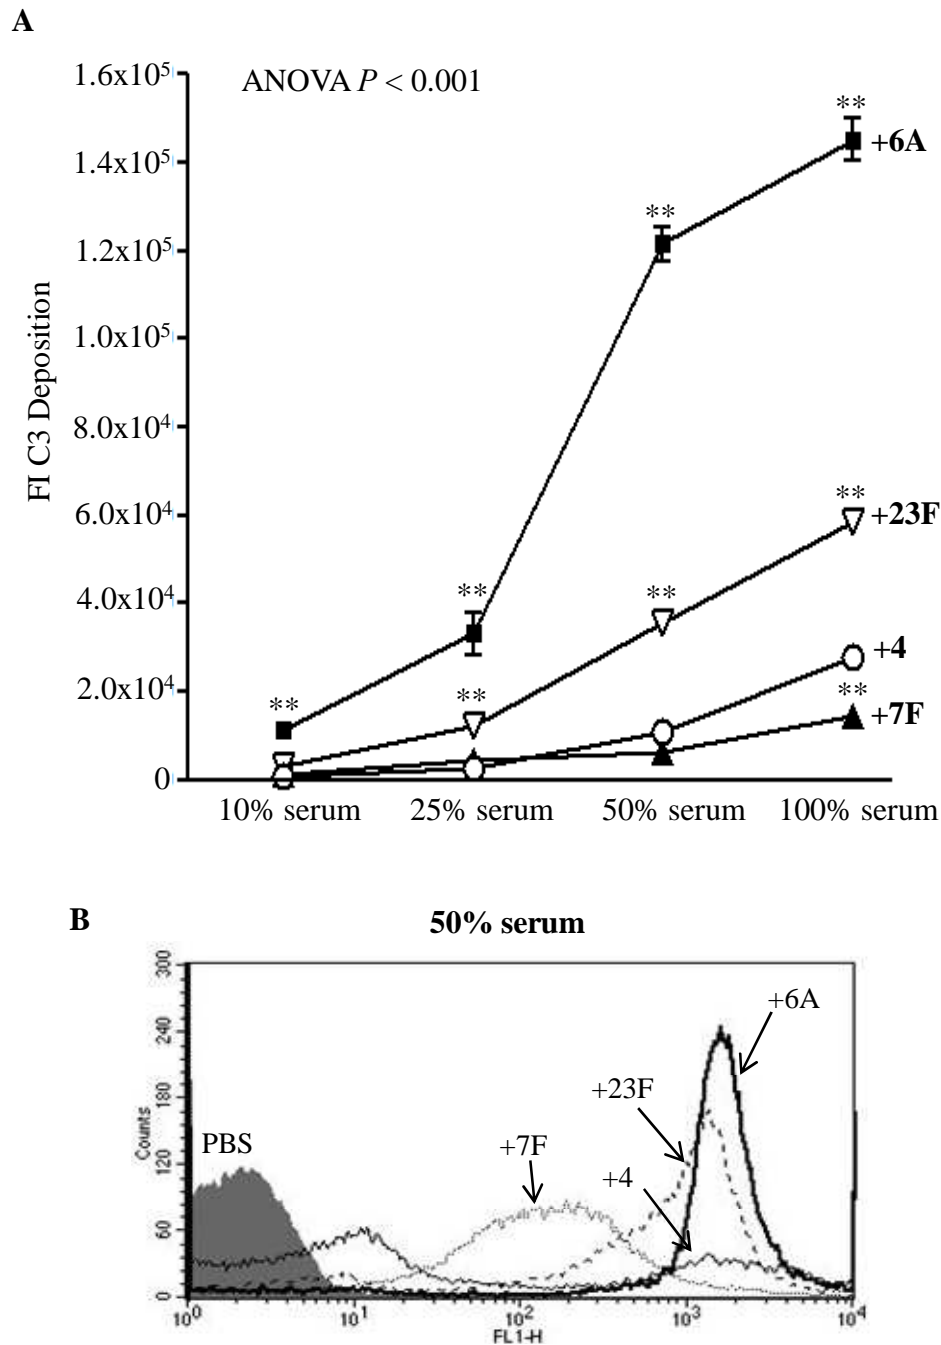 A
ANOVA P < 0.001
1.6x10⁵
1.4x10⁵
1.2x10⁵
1.0x10⁵
8.0x10⁴
6.0x10⁴
4.0x10⁴
2.0x10⁴
0
FI C3 Deposition
**
**
**
**
+6A
**
**
**
+23F
+4
**
+7F
10% serum 25% serum 50% serum 100% serum
B
50% serum
300
240
180
120
60
0
Counts
PBS
+7F
+23F
+4
+6A
10⁰ 10¹ 10² 10³ 10⁴
FL1-H